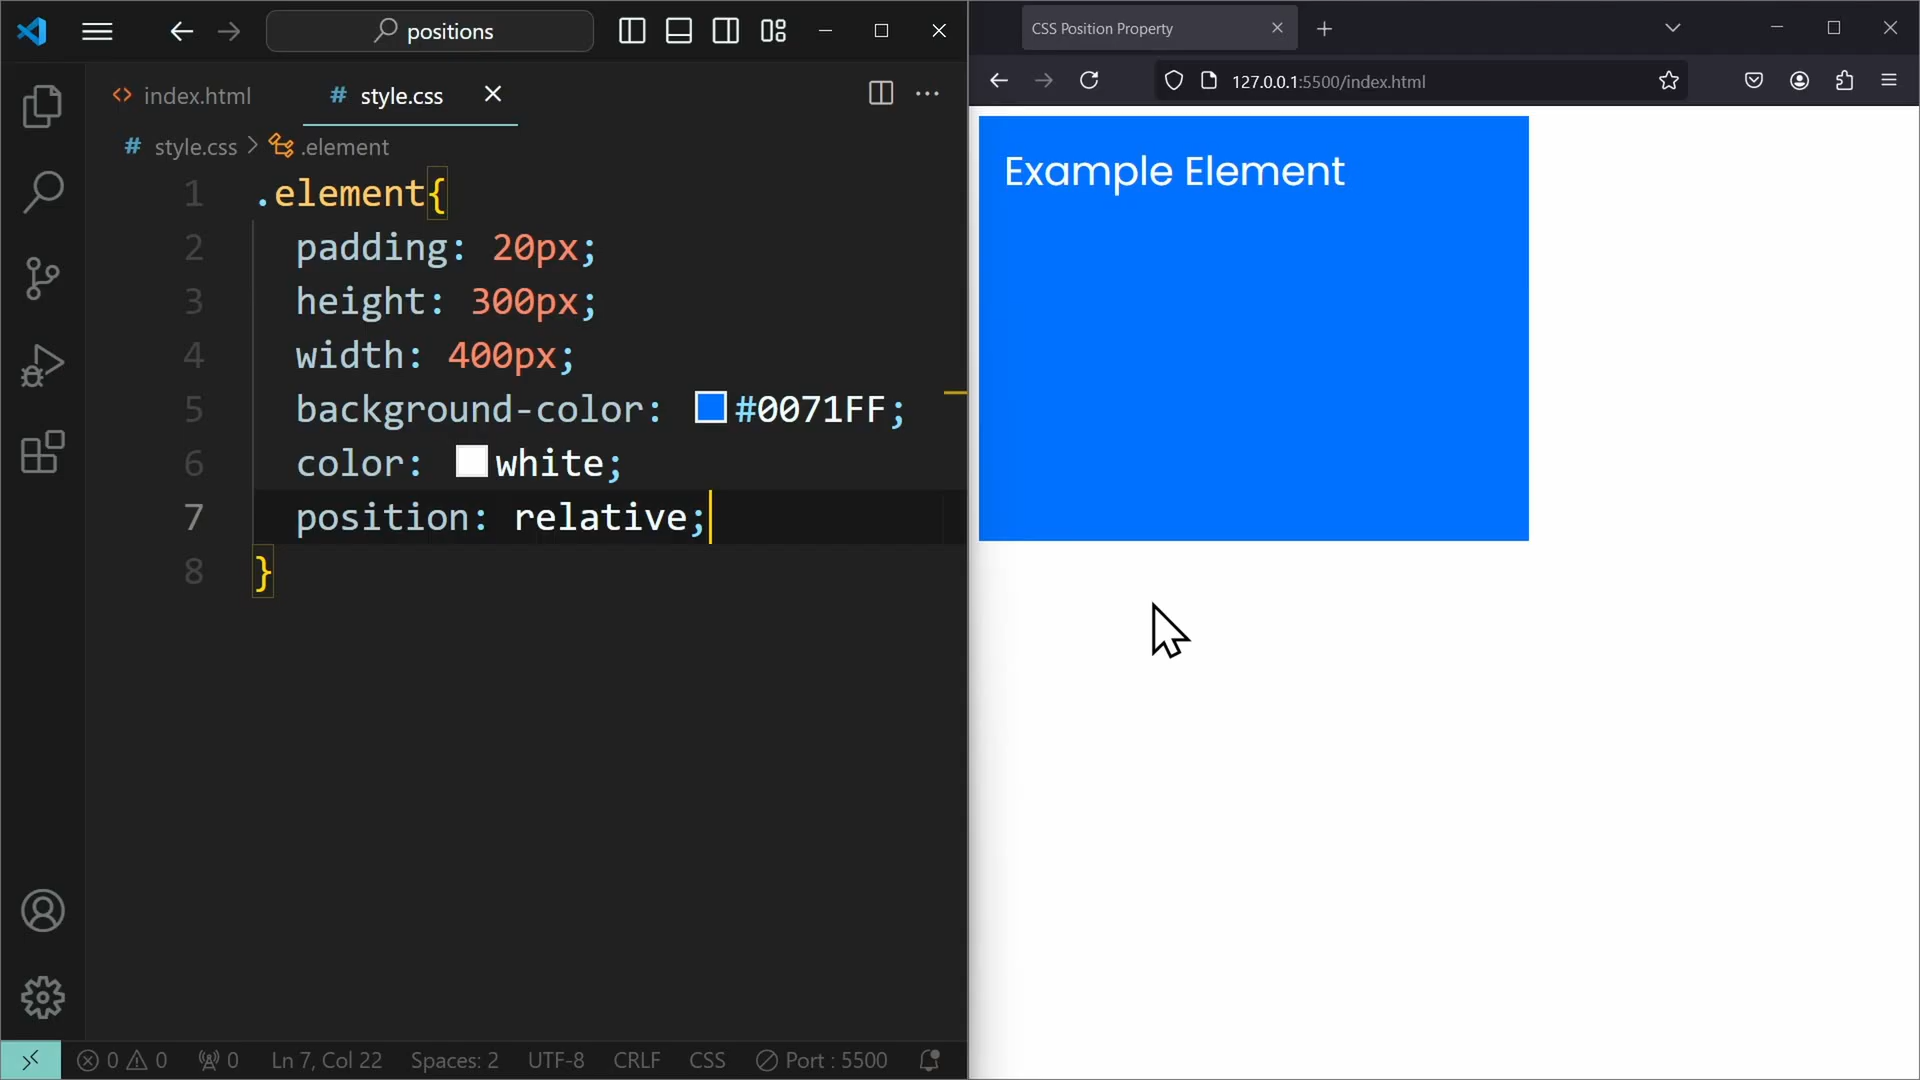 positions
index.html
# style.css
# style.css > .element
1 .element{
2 padding: 20px;
3 height: 300px;
4 width: 400px;
5 background-color: #0071FF;
6 color: white;
7 position: relative;
8 }
0 0 0 Ln 7, Col 22 Spaces: 2 UTF-8 CRLF CSS Port : 5500
CSS Position Property
127.0.0.1:5500/index.html
Example Element